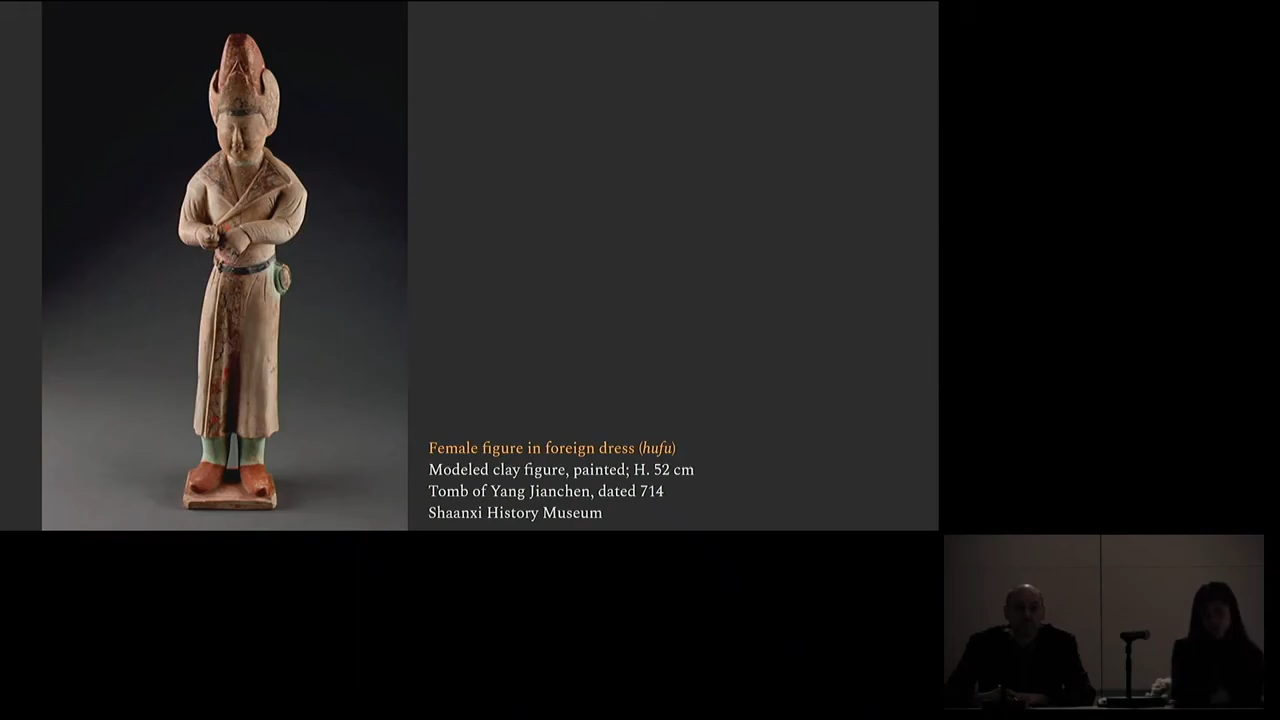 Female figure in foreign dress (hufu)
Modeled clay figure, painted; H. 52 cm
Tomb of Yang Jianchen, dated 714
Shaanxi History Museum